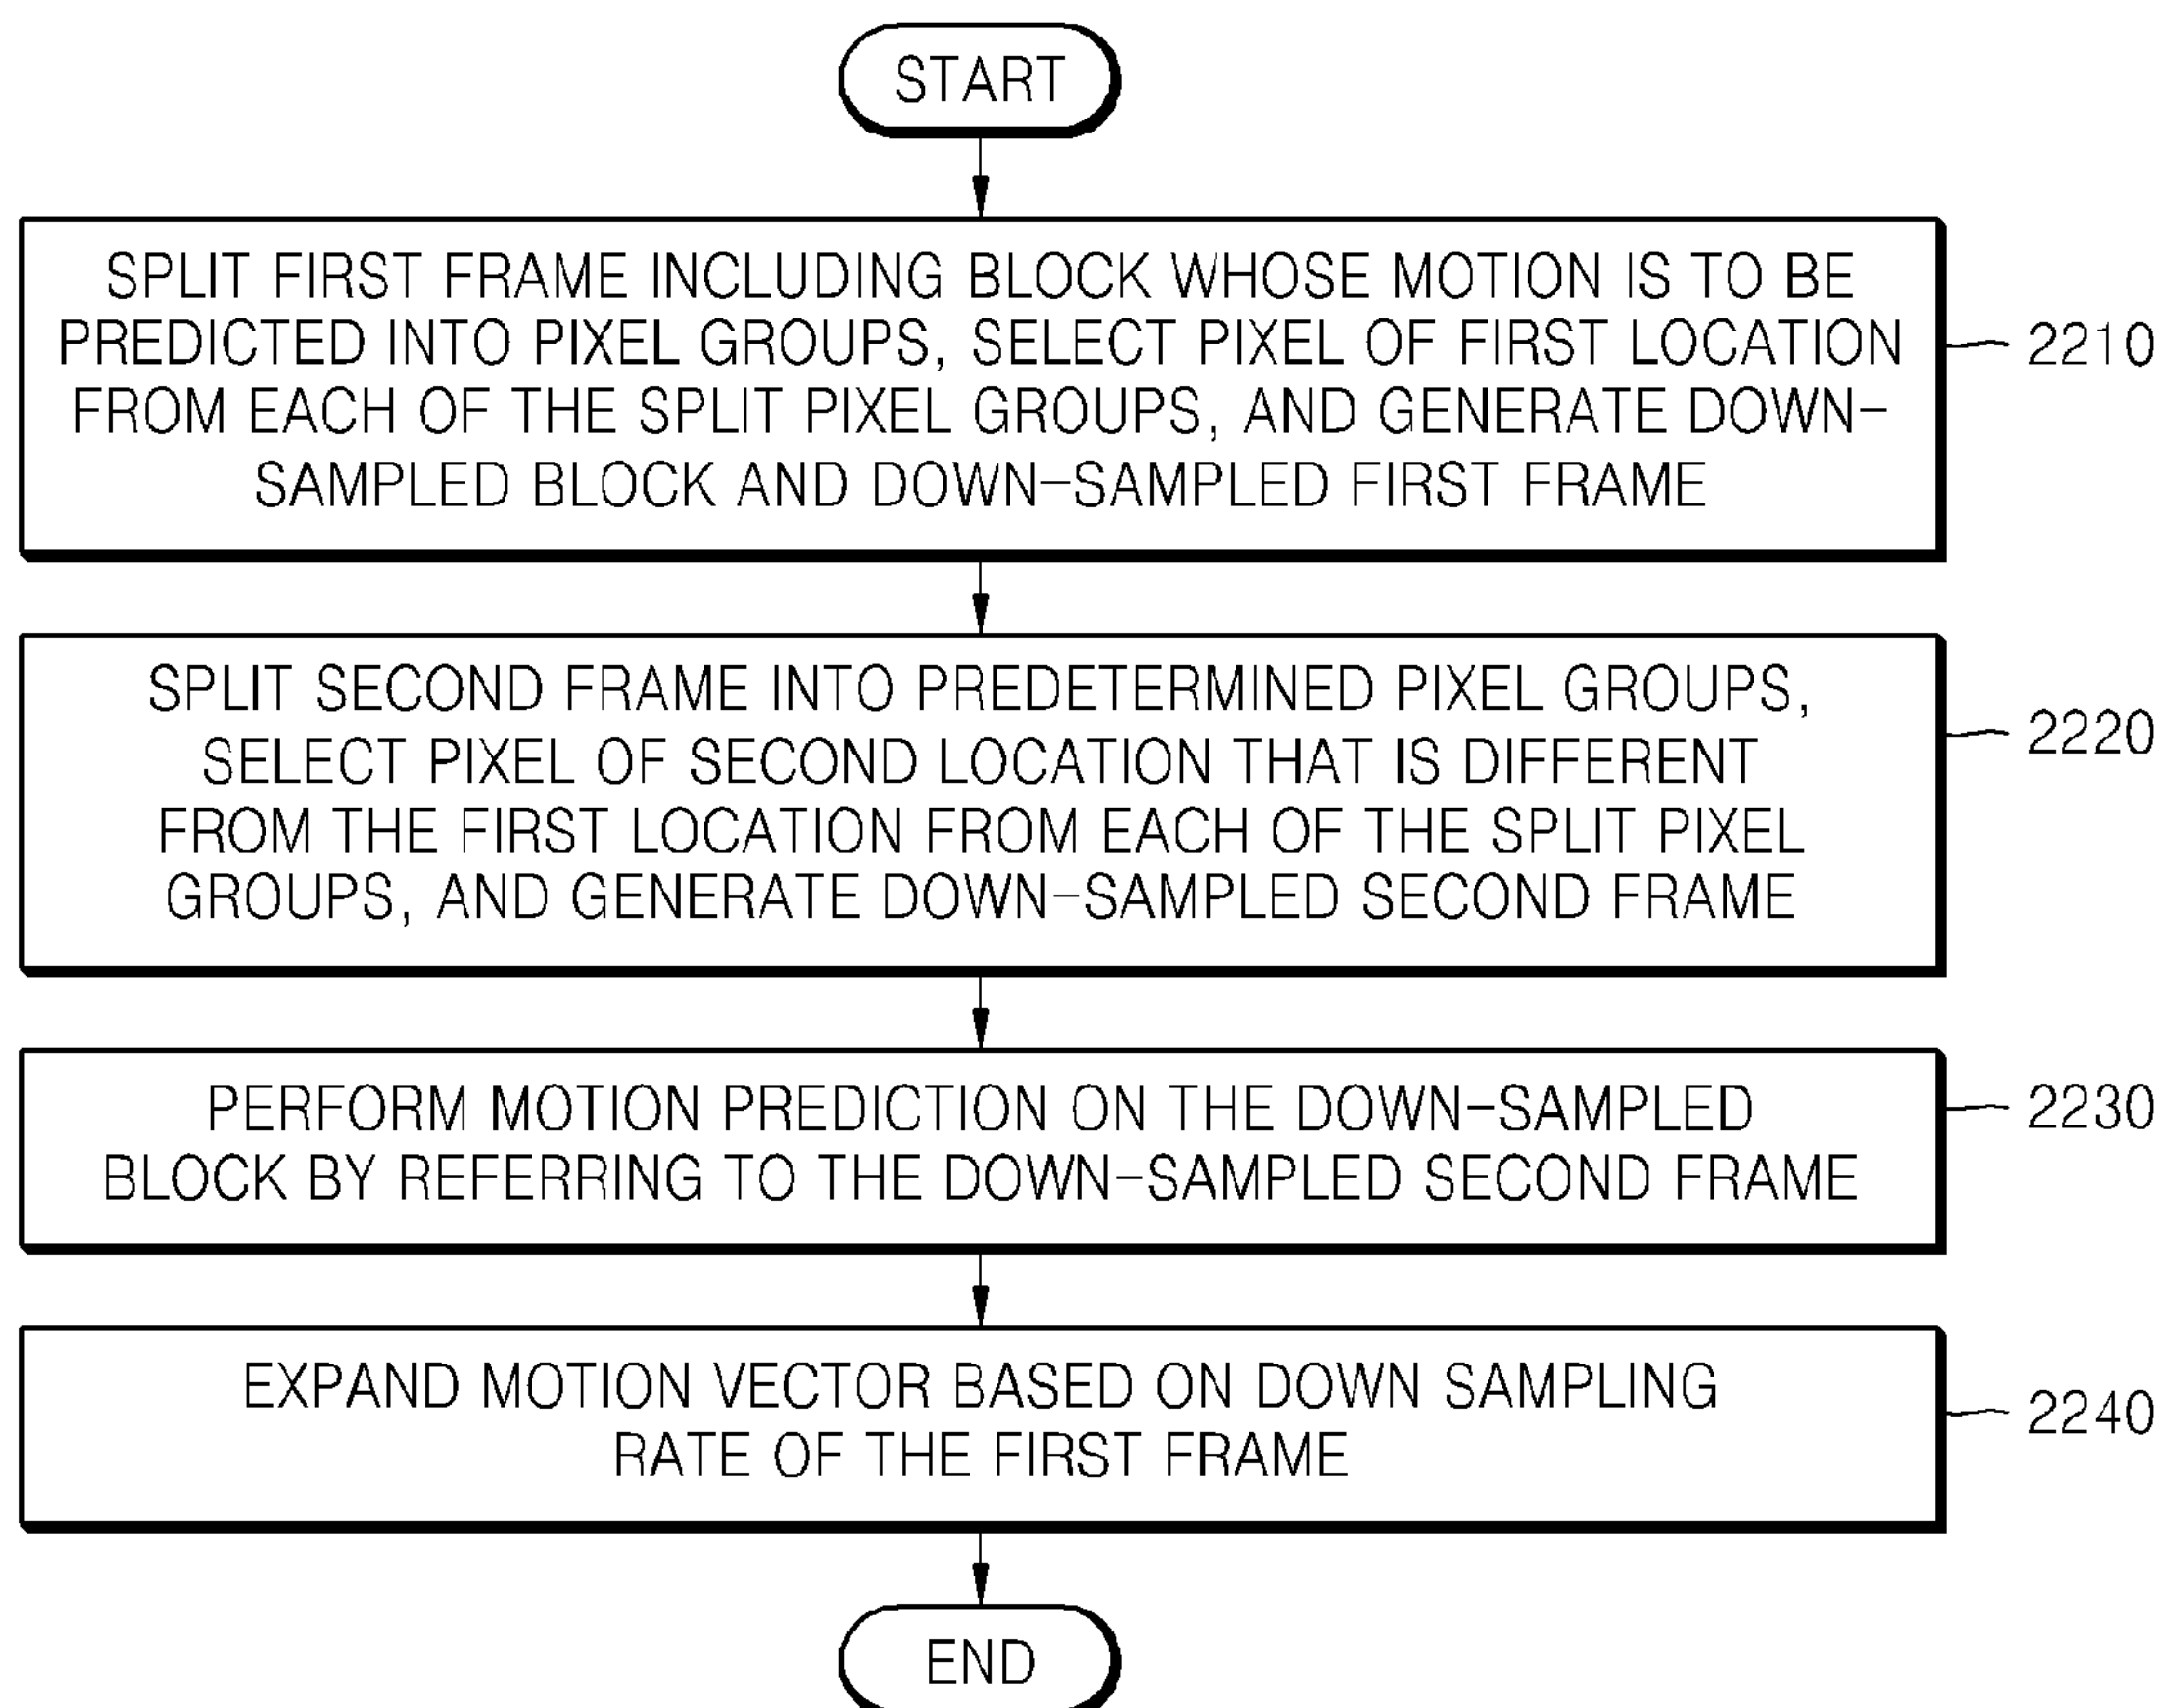 START
SPLIT FIRST FRAME INCLUDING BLOCK WHOSE MOTION IS TO BE
PREDICTED INTO PIXEL GROUPS, SELECT PIXEL OF FIRST LOCATION
FROM EACH OF THE SPLIT PIXEL GROUPS, AND GENERATE DOWN-
SAMPLED BLOCK AND DOWN-SAMPLED FIRST FRAME
2210
SPLIT SECOND FRAME INTO PREDETERMINED PIXEL GROUPS,
SELECT PIXEL OF SECOND LOCATION THAT IS DIFFERENT
FROM THE FIRST LOCATION FROM EACH OF THE SPLIT PIXEL
GROUPS, AND GENERATE DOWN-SAMPLED SECOND FRAME
2220
PERFORM MOTION PREDICTION ON THE DOWN-SAMPLED
BLOCK BY REFERRING TO THE DOWN-SAMPLED SECOND FRAME
2230
EXPAND MOTION VECTOR BASED ON DOWN SAMPLING
RATE OF THE FIRST FRAME
2240
END